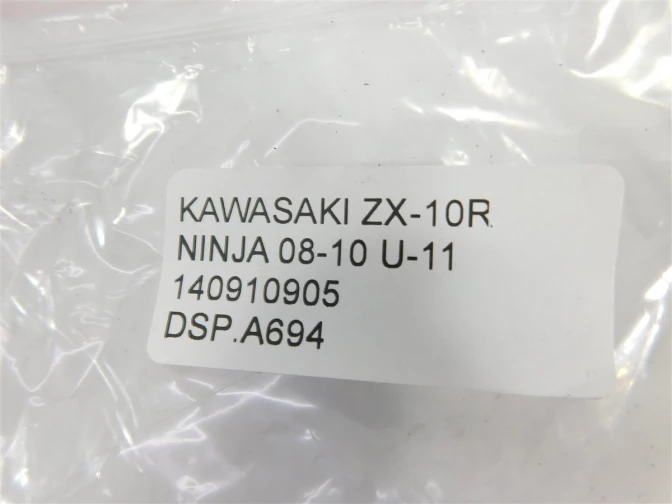 KAWASAKI ZX-10R
NINJA 08-10 U-11
140910905
DSP.A694